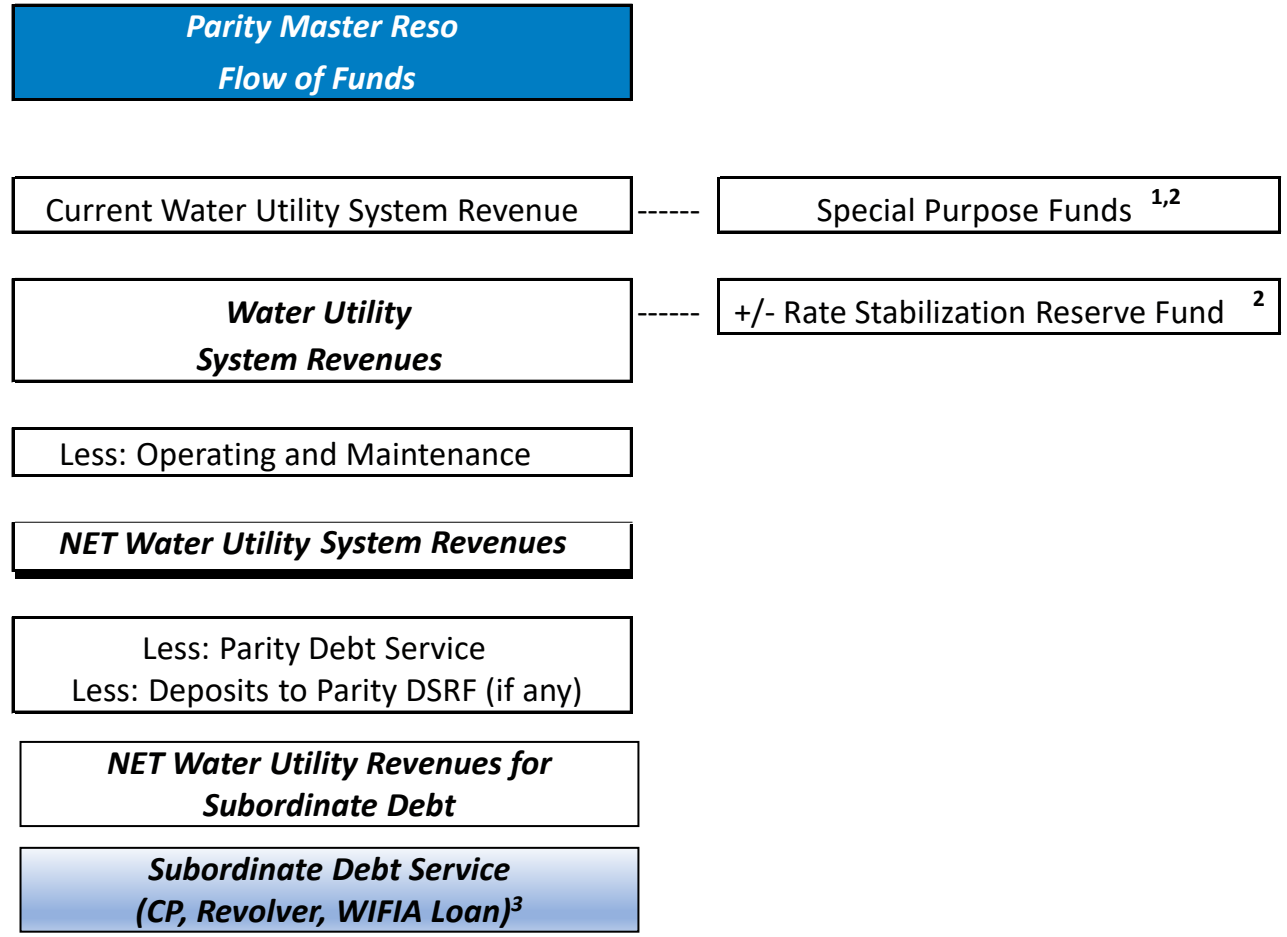 Parity Master Reso
Flow of Funds
Current Water Utility System Revenue ------ Special Purpose Funds 1,2
Water Utility ------ +/- Rate Stabilization Reserve Fund 2
System Revenues
Less: Operating and Maintenance
NET Water Utility System Revenues
Less: Parity Debt Service
Less: Deposits to Parity DSRF (if any)
NET Water Utility Revenues for
Subordinate Debt
Subordinate Debt Service
(CP, Revolver, WIFIA Loan)3